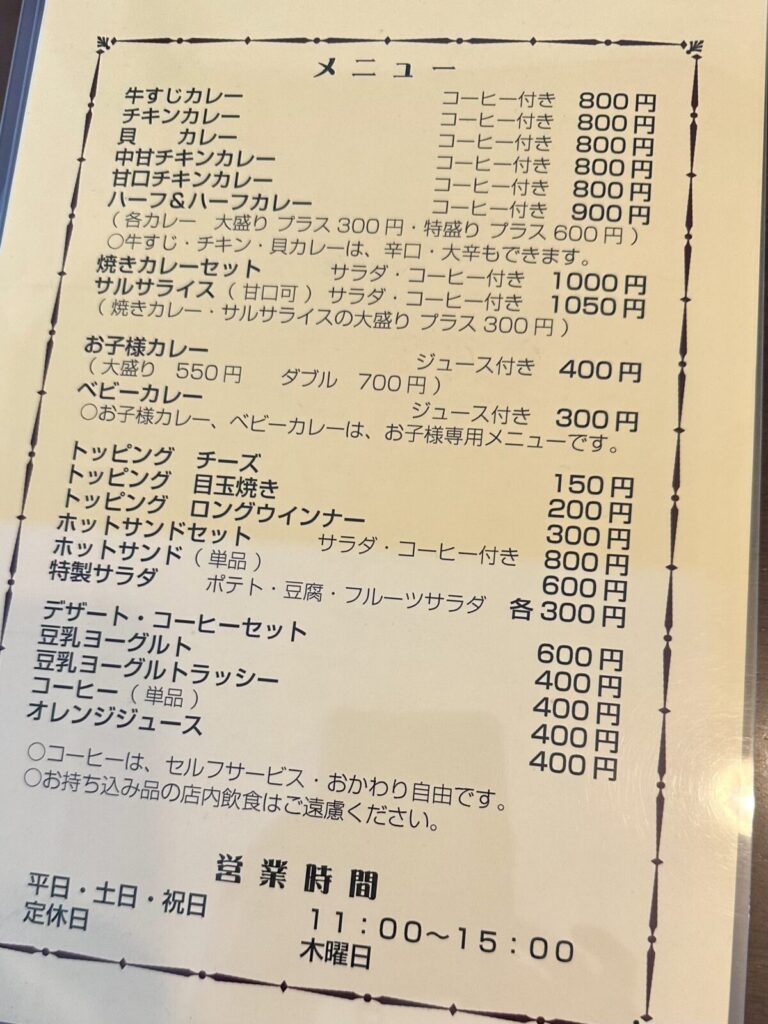 メニュー
牛すじカレー コーヒー付き 800円
チキンカレー コーヒー付き 800円
貝　カレー コーヒー付き 800円
中甘チキンカレー コーヒー付き 800円
甘口チキンカレー コーヒー付き 800円
ハーフ&ハーフカレー コーヒー付き 900円
（各カレー 大盛り プラス300円・特盛り プラス600円）
○牛すじ・チキン・貝カレーは、辛口・大辛もできます。
焼きカレーセット サラダ・コーヒー付き 1000円
サルサライス（甘口可） サラダ・コーヒー付き 1050円
（焼きカレー・サルサライスの大盛り プラス300円）
お子様カレー ジュース付き 400円
（大盛り 550円 ダブル 700円）
ベビーカレー ジュース付き 300円
○お子様カレー、ベビーカレーは、お子様専用メニューです。
トッピング チーズ 150円
トッピング 目玉焼き 200円
トッピング ロングウインナー 300円
ホットサンドセット サラダ・コーヒー付き 800円
ホットサンド（単品） 600円
特製サラダ ポテト・豆腐・フルーツサラダ 各300円
デザート・コーヒーセット 600円
豆乳ヨーグルト 400円
豆乳ヨーグルトラッシー 400円
コーヒー（単品） 400円
オレンジジュース 400円
○コーヒーは、セルフサービス・おかわり自由です。
○お持ち込み品の店内飲食はご遠慮ください。
営業時間
平日・土日・祝日 11：00～15：00
定休日 木曜日